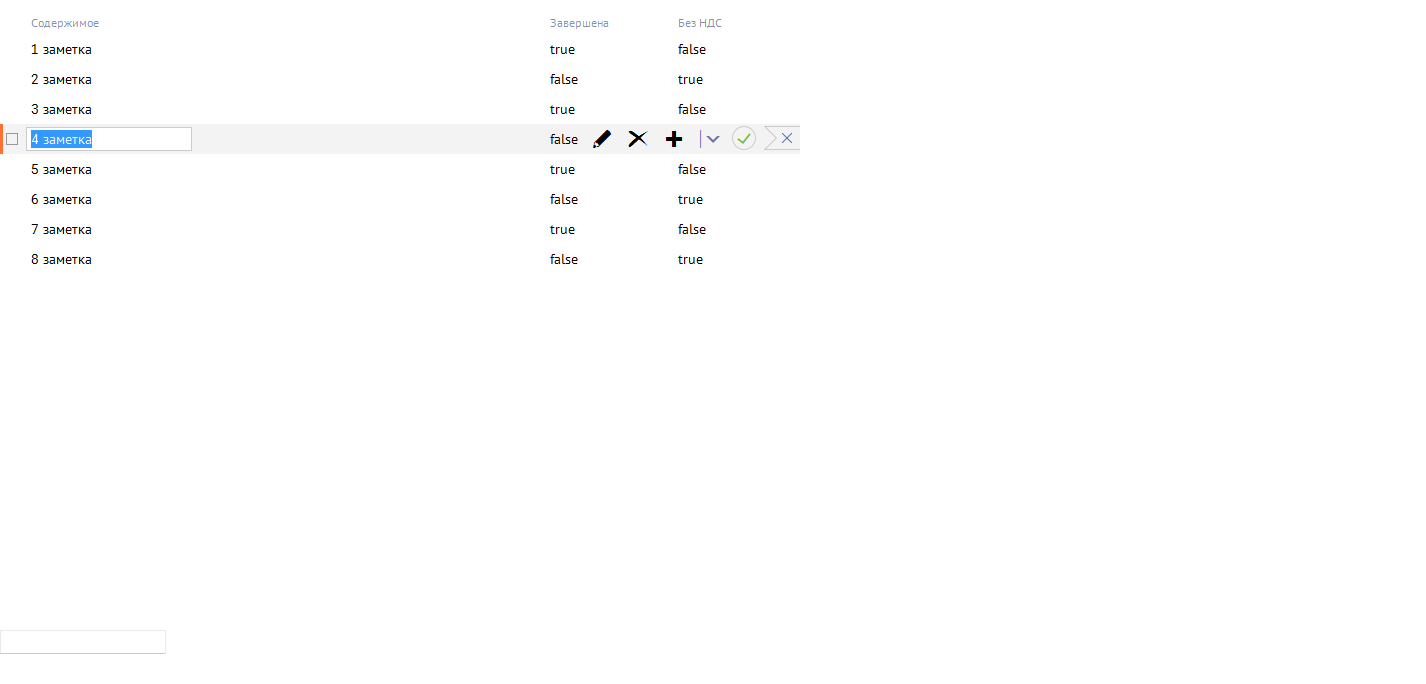 Содержимое Завершена Без НДС
1 заметка true false
2 заметка false true
3 заметка true false
4 заметка false
5 заметка true false
6 заметка false true
7 заметка true false
8 заметка false true